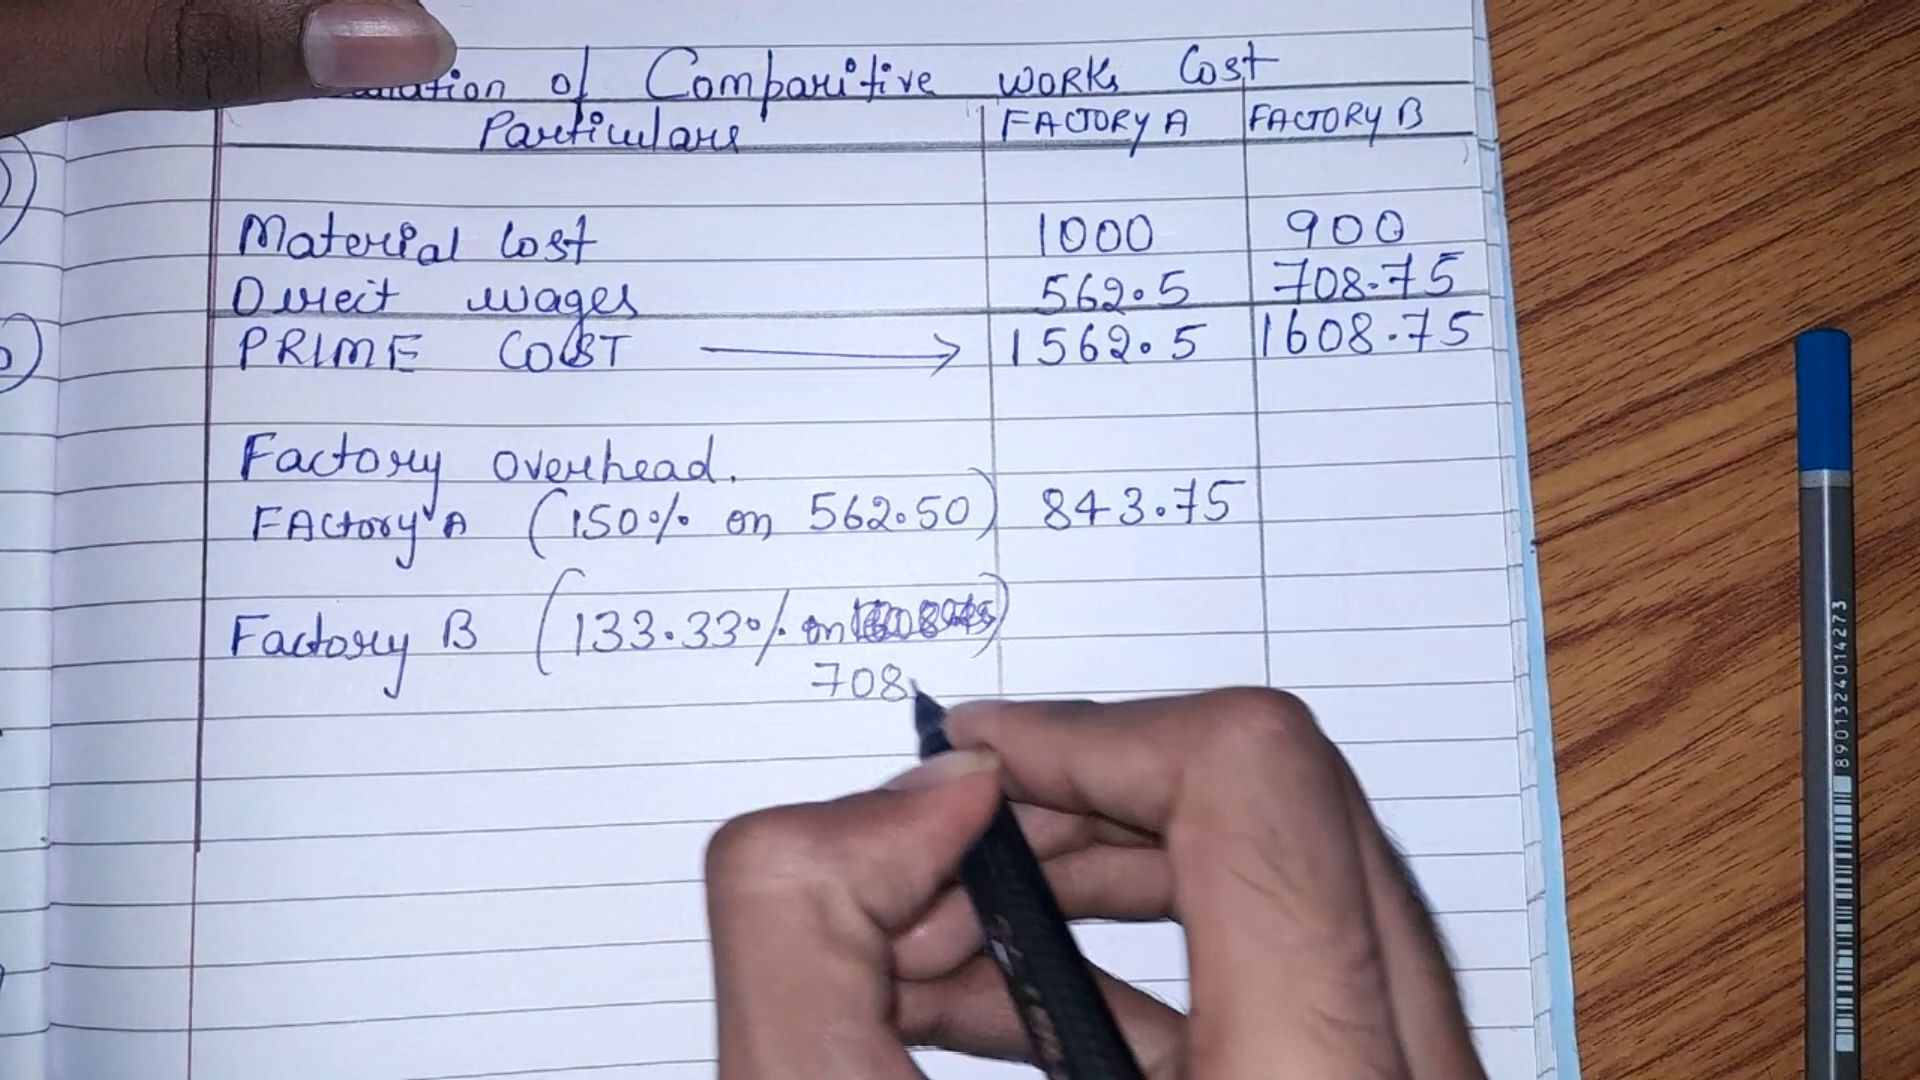 of Comparitive works Cost
Particulars FACTORY A FACTORY B
Material Cost 1000 900
Direct wages 562.5 708.75
PRIME COST → 1562.5 1608.75
Factory overhead.
FACtory A (150% on 562.50) 843.75
Factory B (133.33% on )
708
8901324014273